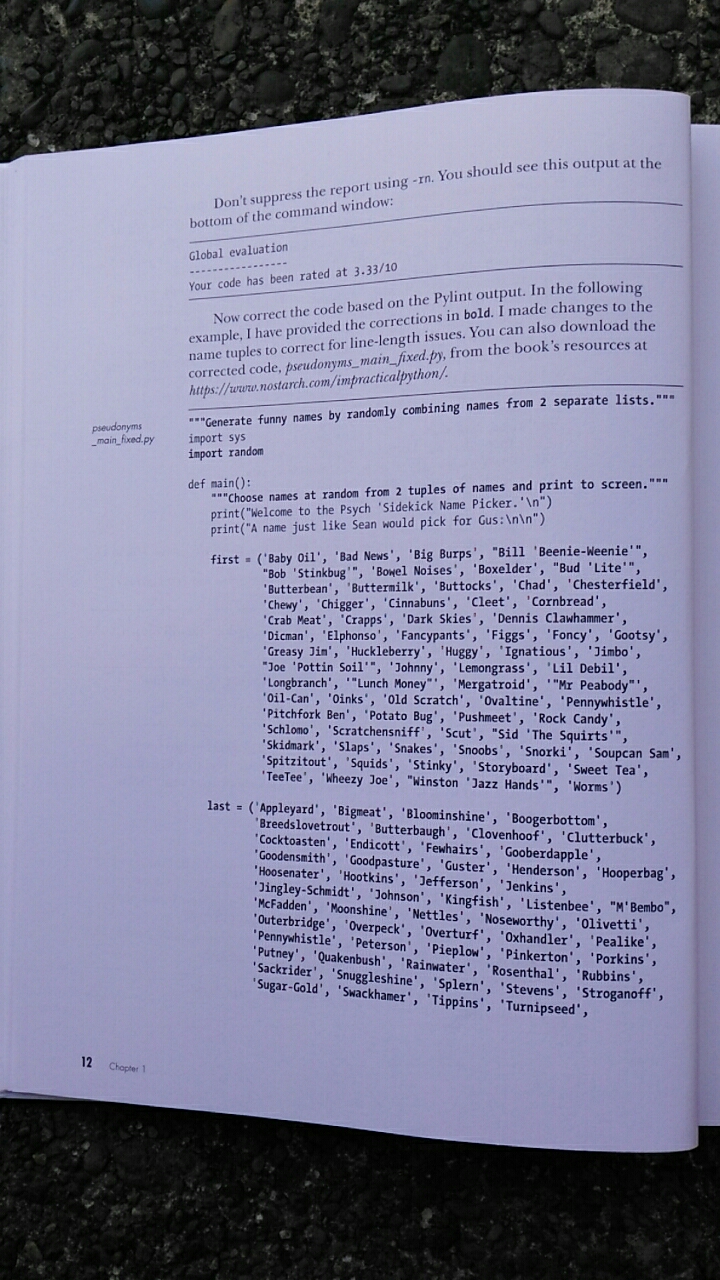 Don't suppress the report using -rn. You should see this output at the
bottom of the command window:
Global evaluation
-----------------
Your code has been rated at 3.33/10
Now correct the code based on the Pylint output. In the following
example, I have provided the corrections in bold. I made changes to the
name tuples to correct for line-length issues. You can also download the
corrected code, pseudonyms_main_fixed.py, from the book's resources at
https://www.nostarch.com/impracticalpython/.
pseudonyms
_main_fixed.py
"""Generate funny names by randomly combining names from 2 separate lists."""
import sys
import random
def main():
"""Choose names at random from 2 tuples of names and print to screen."""
print("Welcome to the Psych 'Sidekick Name Picker.'\n")
print("A name just like Sean would pick for Gus:\n\n")
first = ('Baby Oil', 'Bad News', 'Big Burps', "Bill 'Beenie-Weenie'",
"Bob 'Stinkbug'", 'Bowel Noises', 'Boxelder', "Bud 'Lite'",
'Butterbean', 'Buttermilk', 'Buttocks', 'Chad', 'Chesterfield',
'Chewy', 'Chigger', 'Cinnabuns', 'Cleet', 'Cornbread',
'Crab Meat', 'Crapps', 'Dark Skies', 'Dennis Clawhammer',
'Dicman', 'Elphonso', 'Fancypants', 'Figgs', 'Foncy', 'Gootsy',
'Greasy Jim', 'Huckleberry', 'Huggy', 'Ignatious', 'Jimbo',
"Joe 'Pottin Soil'", 'Johnny', 'Lemongrass', 'Lil Debil',
'Longbranch', '"Lunch Money"', 'Mergatroid', '"Mr Peabody"',
'Oil-Can', 'Oinks', 'Old Scratch', 'Ovaltine', 'Pennywhistle',
'Pitchfork Ben', 'Potato Bug', 'Pushmeet', 'Rock Candy',
'Schlomo', 'Scratchensniff', 'Scut', "Sid 'The Squirts'",
'Skidmark', 'Slaps', 'Snakes', 'Snoobs', 'Snorki', 'Soupcan Sam',
'Spitzitout', 'Squids', 'Stinky', 'Storyboard', 'Sweet Tea',
'TeeTee', 'Wheezy Joe', "Winston 'Jazz Hands'", 'Worms')
last = ('Appleyard', 'Bigmeat', 'Bloominshine', 'Boogerbottom',
'Breedslovetrout', 'Butterbaugh', 'Clovenhoof', 'Clutterbuck',
'Cocktoasten', 'Endicott', 'Fewhairs', 'Gooberdapple',
'Goodensmith', 'Goodpasture', 'Guster', 'Henderson', 'Hooperbag',
'Hoosenater', 'Hootkins', 'Jefferson', 'Jenkins',
'Jingley-Schmidt', 'Johnson', 'Kingfish', 'Listenbee', "M'Bembo",
'McFadden', 'Moonshine', 'Nettles', 'Noseworthy', 'Olivetti',
'Outerbridge', 'Overpeck', 'Overturf', 'Oxhandler', 'Pealike',
'Pennywhistle', 'Peterson', 'Pieplow', 'Pinkerton', 'Porkins',
'Putney', 'Quakenbush', 'Rainwater', 'Rosenthal', 'Rubbins',
'Sackrider', 'Snuggleshine', 'Splern', 'Stevens', 'Stroganoff',
'Sugar-Gold', 'Swackhamer', 'Tippins', 'Turnipseed',
12 Chapter 1